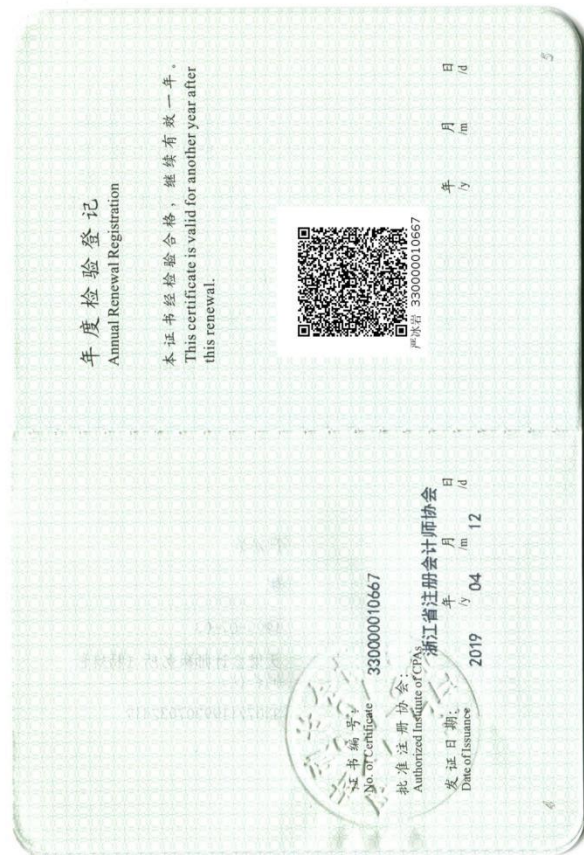 证书编号:
No. of Certificate
330000010667
批准注册协会:
Authorized Institute of CPAs
浙江省注册会计师协会
发证日期:
Date of Issuance
2019 年 04 月 12 日
/y /m /d
4
年度检验登记
Annual Renewal Registration
本证书经检验合格，继续有效一年。
This certificate is valid for another year after
this renewal.
严冰岩 330000010667
年 月 日
/y /m /d
5